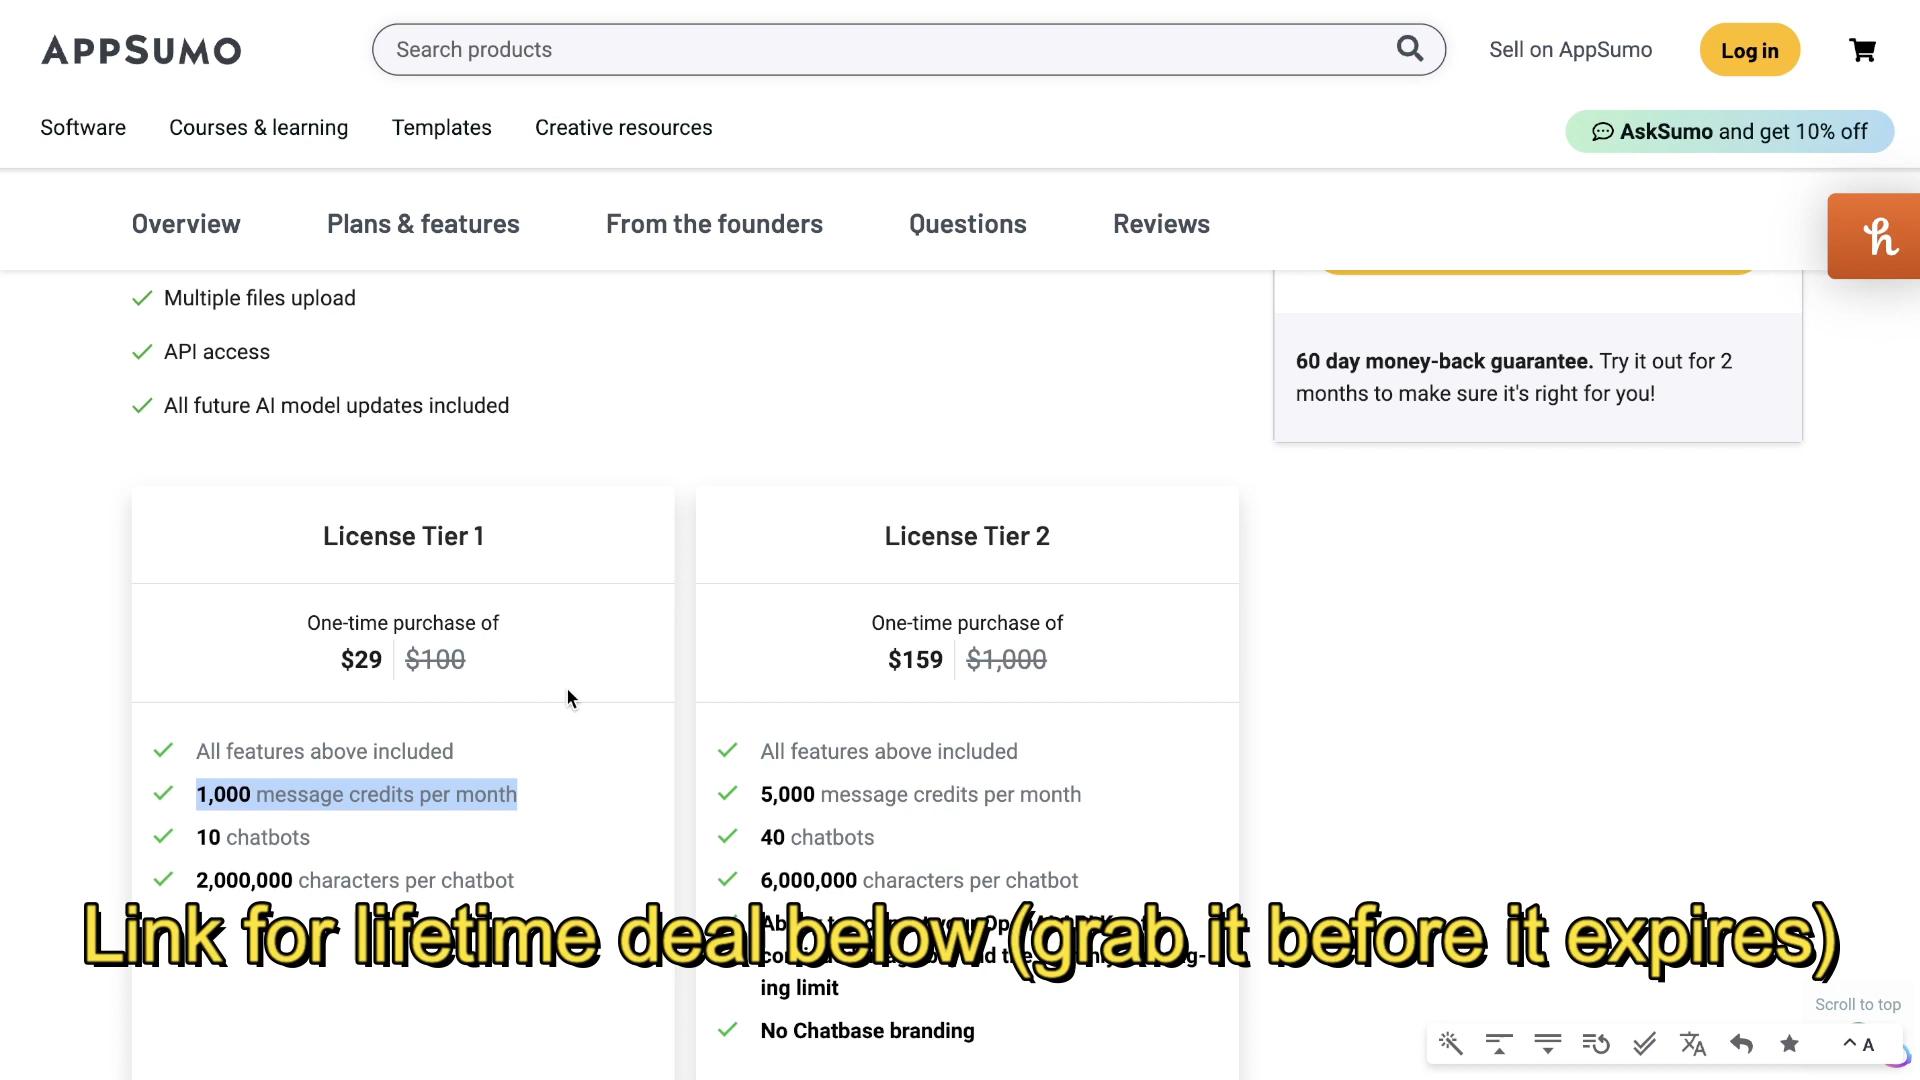 APPSUMO
Search products
Sell on AppSumo
Log in
Software
Courses & learning
Templates
Creative resources
AskSumo and get 10% off
Overview
Plans & features
From the founders
Questions
Reviews
Multiple files upload
API access
All future AI model updates included
60 day money-back guarantee. Try it out for 2
months to make sure it's right for you!
License Tier 1
One-time purchase of
$29 $100
All features above included
1,000 message credits per month
10 chatbots
2,000,000 characters per chatbot
License Tier 2
One-time purchase of
$159 $1,000
All features above included
5,000 message credits per month
40 chatbots
6,000,000 characters per chatbot
ing limit
No Chatbase branding
Link for lifetime deal below (grab it before it expires)
Scroll to top
A